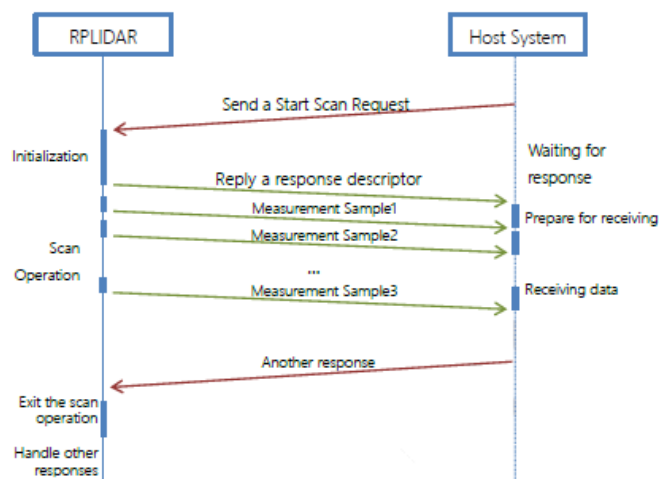 RPLIDAR
Host System
Send a Start Scan Request
Initialization
Waiting for
response
Reply a response descriptor
Measurement Sample1
Prepare for receiving
Measurement Sample2
Scan
Operation
...
Measurement Sample3
Receiving data
Another response
Exit the scan
operation
Handle other
responses